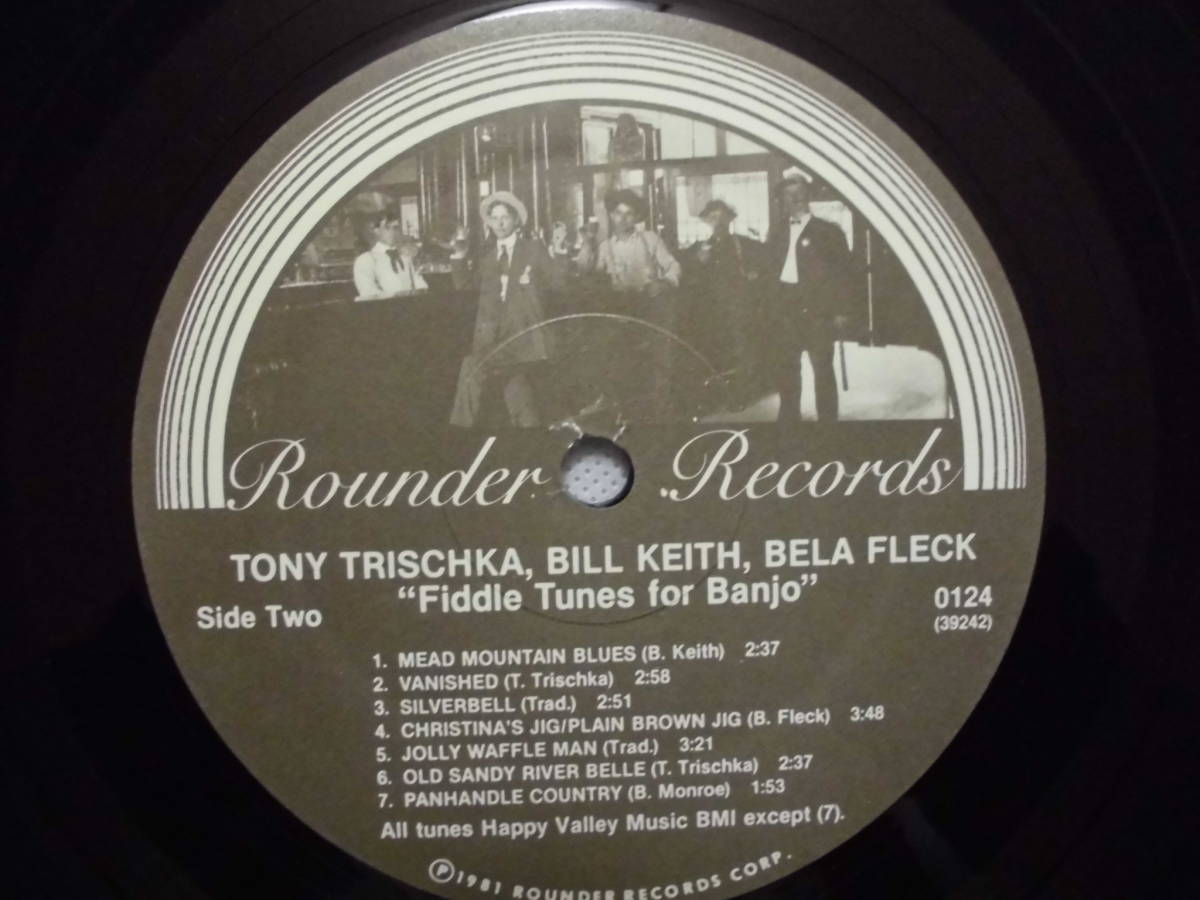 Rounder Records
TONY TRISCHKA, BILL KEITH, BELA FLECK
“Fiddle Tunes for Banjo”
Side Two
0124
(39242)
1. MEAD MOUNTAIN BLUES (B. Keith) 2:37
2. VANISHED (T. Trischka) 2:58
3. SILVERBELL (Trad.) 2:51
4. CHRISTINA'S JIG/PLAIN BROWN JIG (B. Fleck) 3:48
5. JOLLY WAFFLE MAN (Trad.) 3:21
6. OLD SANDY RIVER BELLE (T. Trischka) 2:37
7. PANHANDLE COUNTRY (B. Monroe) 1:53
All tunes Happy Valley Music BMI except (7).
℗1981 ROUNDER RECORDS CORP.